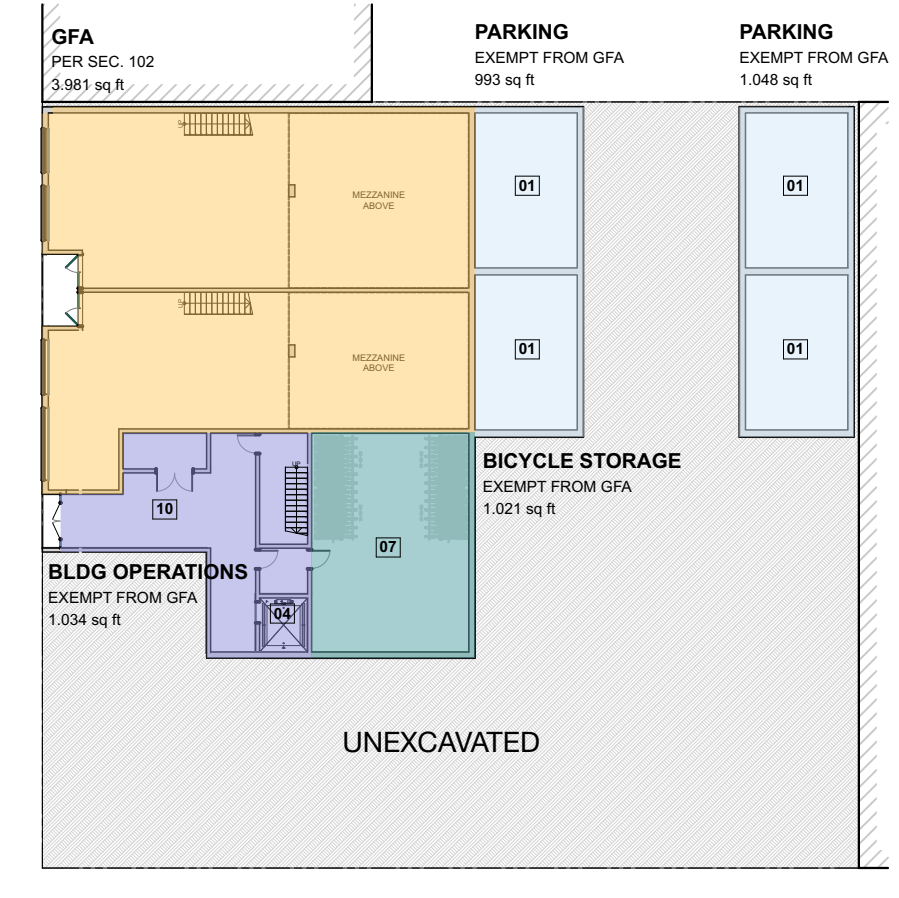 GFA
PER SEC. 102
3.981 sq ft
PARKING
EXEMPT FROM GFA
993 sq ft
PARKING
EXEMPT FROM GFA
1.048 sq ft
UP
MEZZANINE
ABOVE
01
01
UP
MEZZANINE
ABOVE
01
01
BICYCLE STORAGE
EXEMPT FROM GFA
1.021 sq ft
UP
10
07
BLDG OPERATIONS
EXEMPT FROM GFA
1.034 sq ft
04
UNEXCAVATED